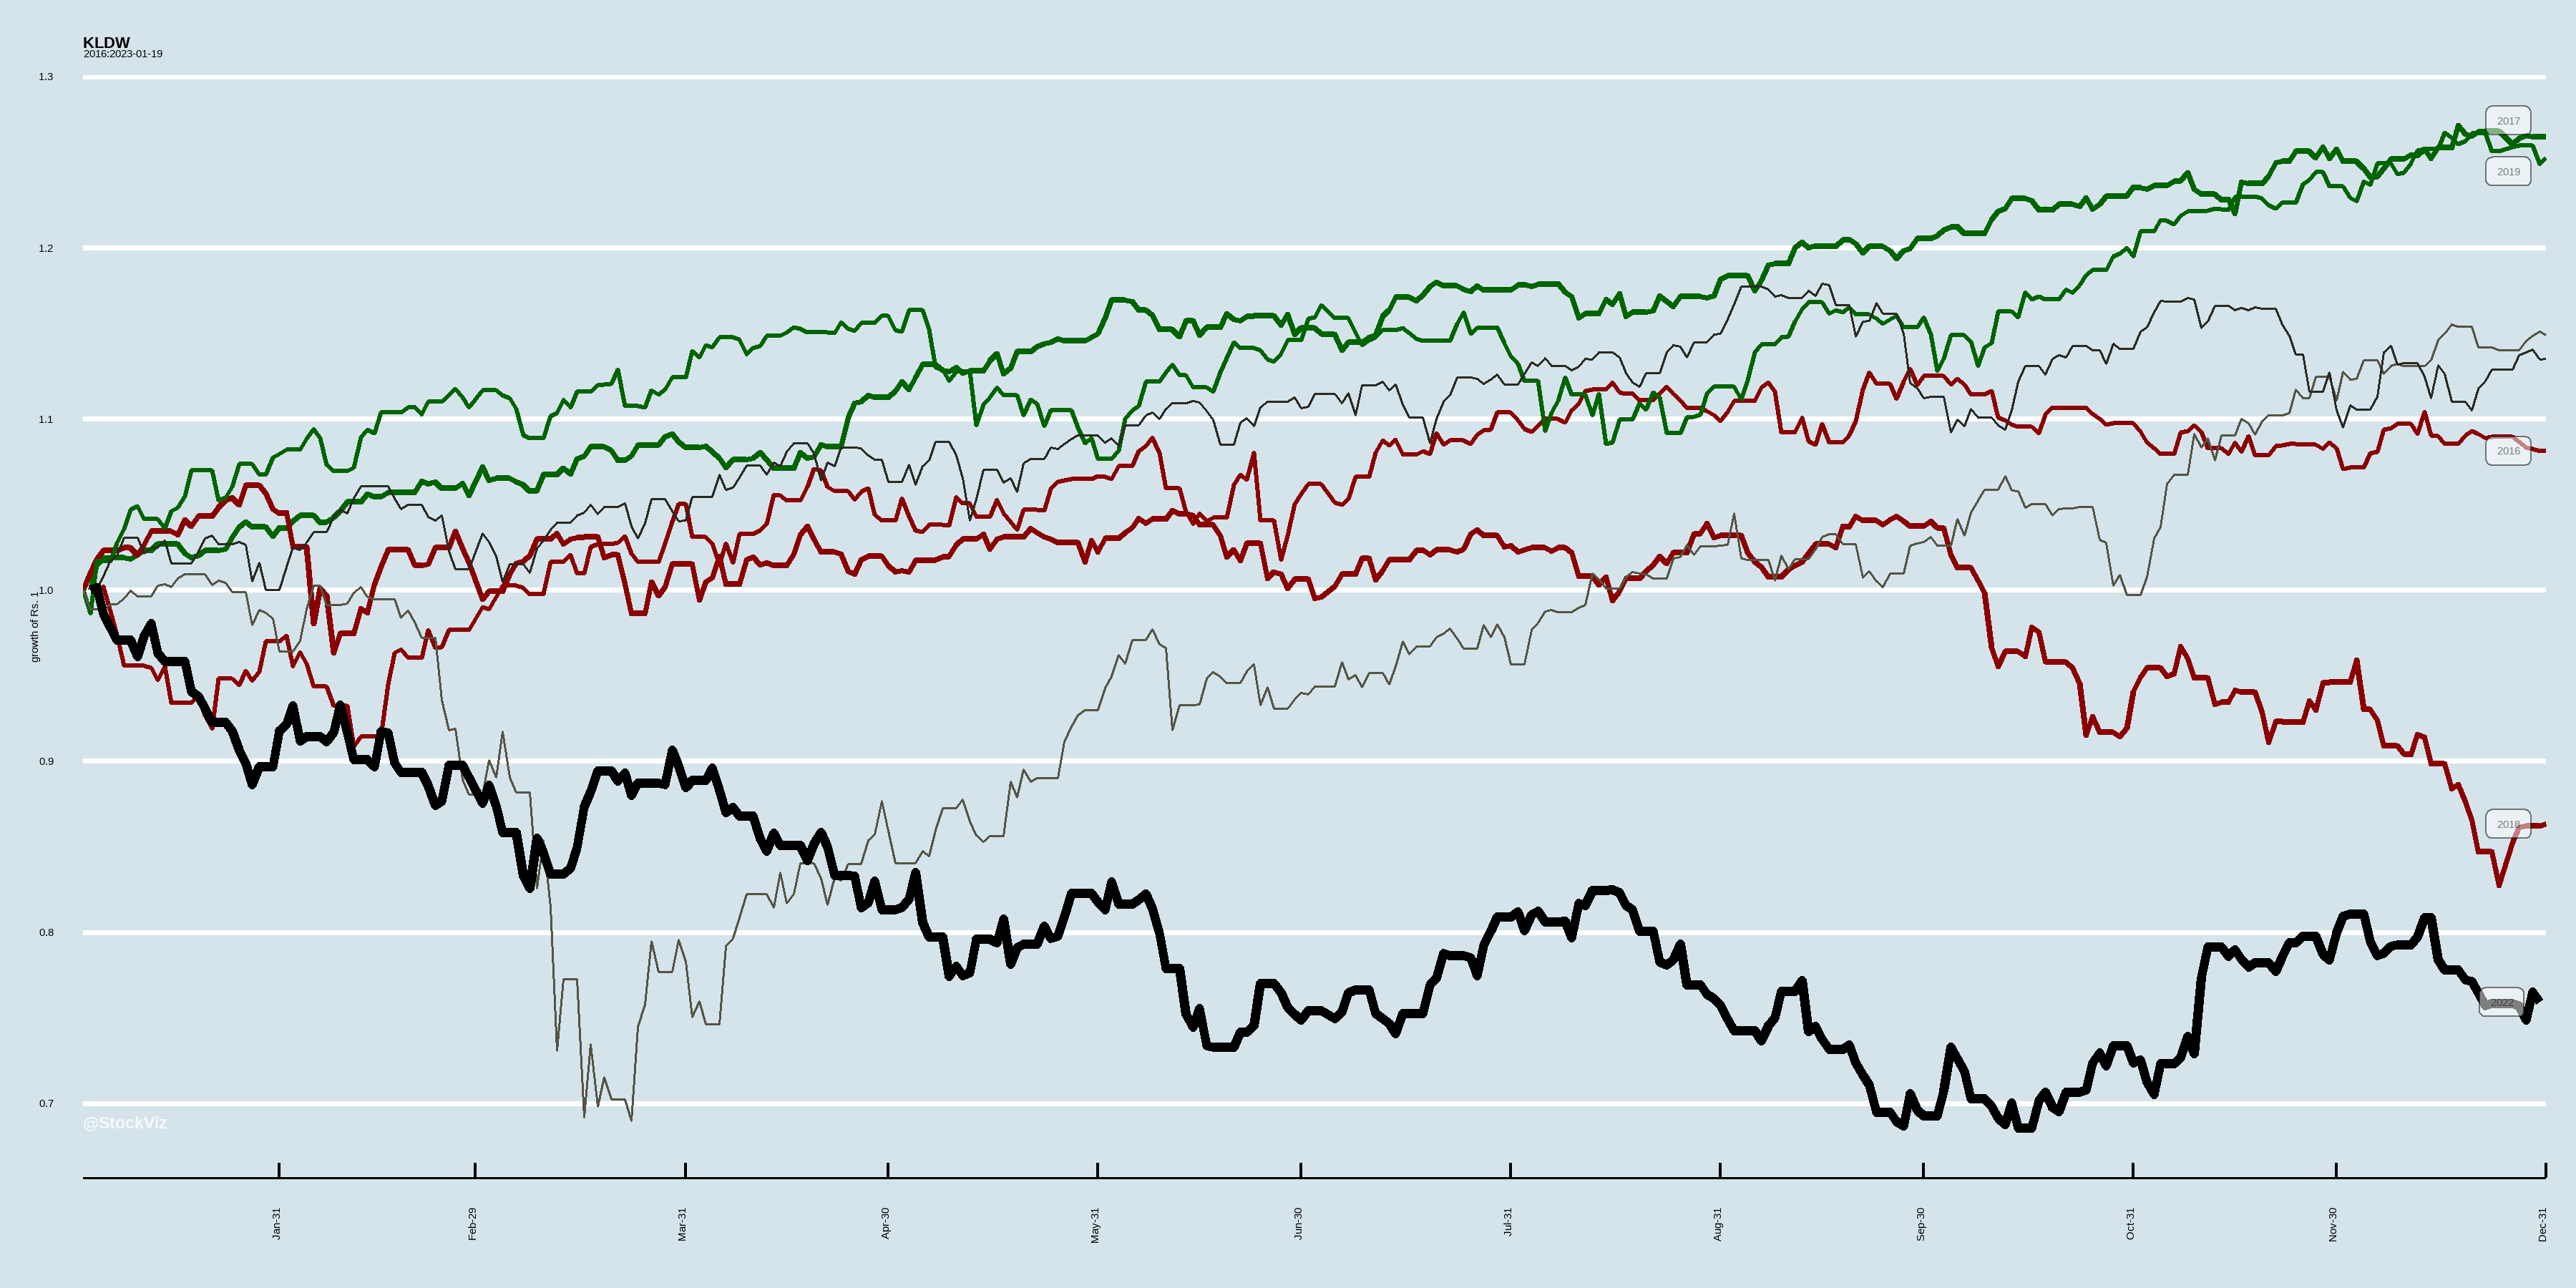 KLDW
2016:2023-01-19
1.3
1.2
1.1
1.0
0.9
0.8
0.7
growth of Rs. 1
2017
2019
2016
2018
2022
@StockViz
Jan-31
Feb-29
Mar-31
Apr-30
May-31
Jun-30
Jul-31
Aug-31
Sep-30
Oct-31
Nov-30
Dec-31